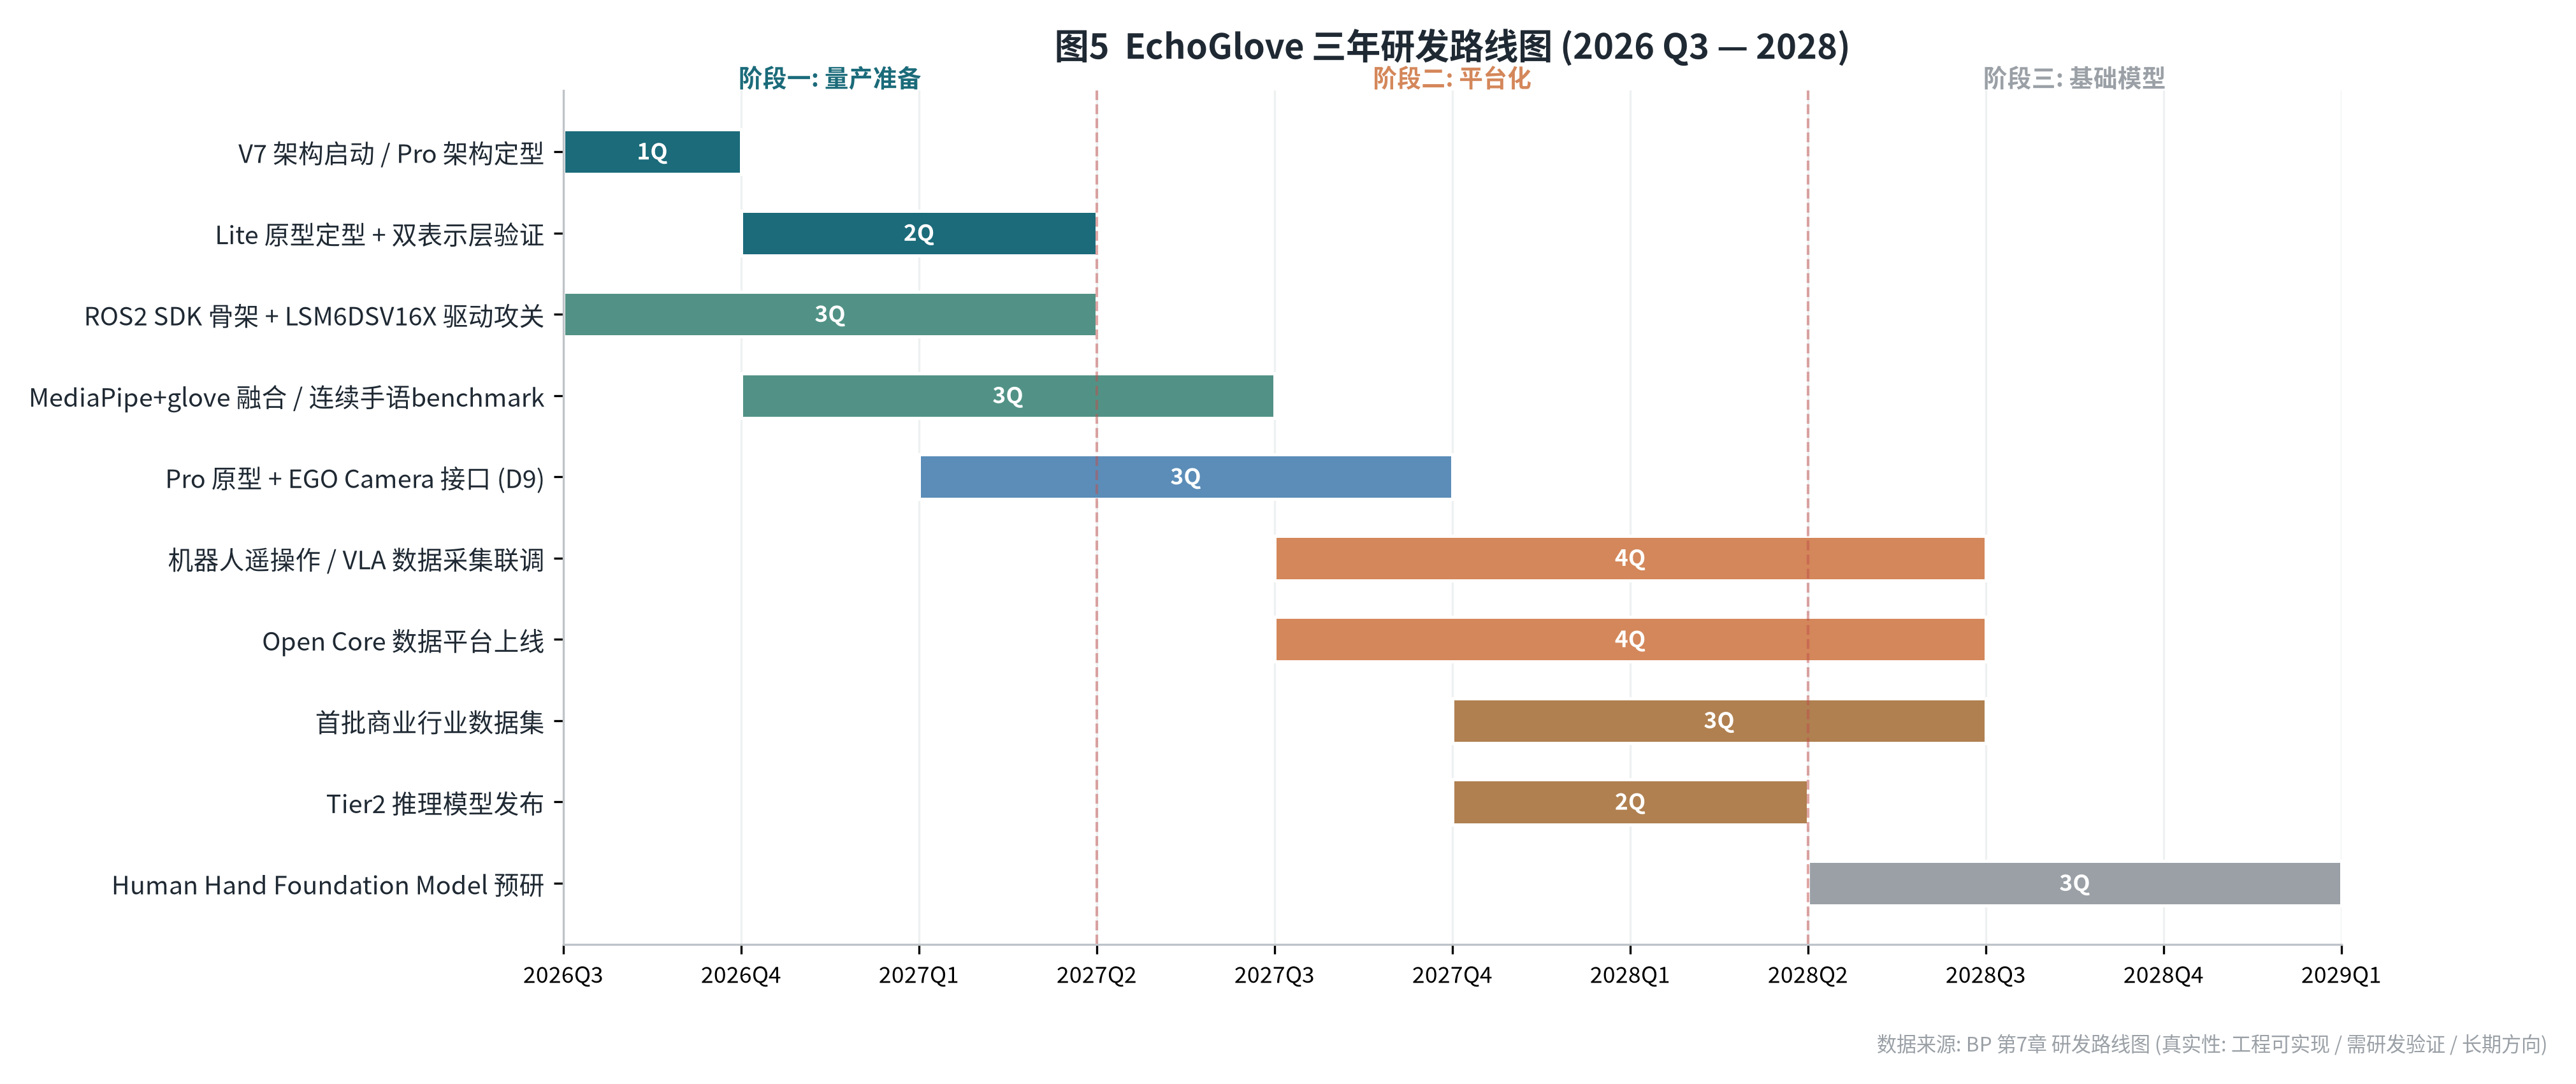 图5 EchoGlove 三年研发路线图 (2026 Q3 — 2028)
阶段一: 量产准备
阶段二: 平台化
阶段三: 基础模型
V7 架构启动 / Pro 架构定型
1Q
Lite 原型定型 + 双表示层验证
2Q
ROS2 SDK 骨架 + LSM6DSV16X 驱动攻关
3Q
MediaPipe+glove 融合 / 连续手语benchmark
3Q
Pro 原型 + EGO Camera 接口 (D9)
3Q
机器人遥操作 / VLA 数据采集联调
4Q
Open Core 数据平台上线
4Q
首批商业行业数据集
3Q
Tier2 推理模型发布
2Q
Human Hand Foundation Model 预研
3Q
2026Q3
2026Q4
2027Q1
2027Q2
2027Q3
2027Q4
2028Q1
2028Q2
2028Q3
2028Q4
2029Q1
数据来源: BP 第7章 研发路线图 (真实性: 工程可实现 / 需研发验证 / 长期方向)